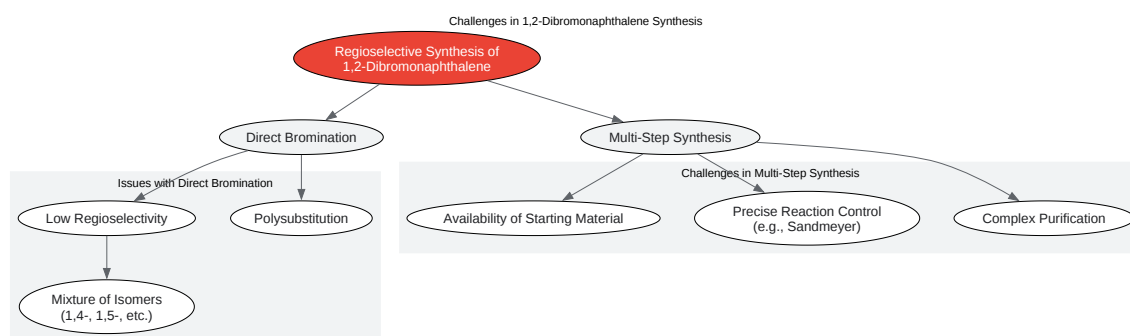 Challenges in 1,2-Dibromonaphthalene Synthesis
Regioselective Synthesis of
1,2-Dibromonaphthalene
Direct Bromination
Multi-Step Synthesis
Issues with Direct Bromination
Challenges in Multi-Step Synthesis
Low Regioselectivity
Polysubstitution
Availability of Starting Material
Precise Reaction Control
(e.g., Sandmeyer)
Complex Purification
Mixture of Isomers
(1,4-, 1,5-, etc.)